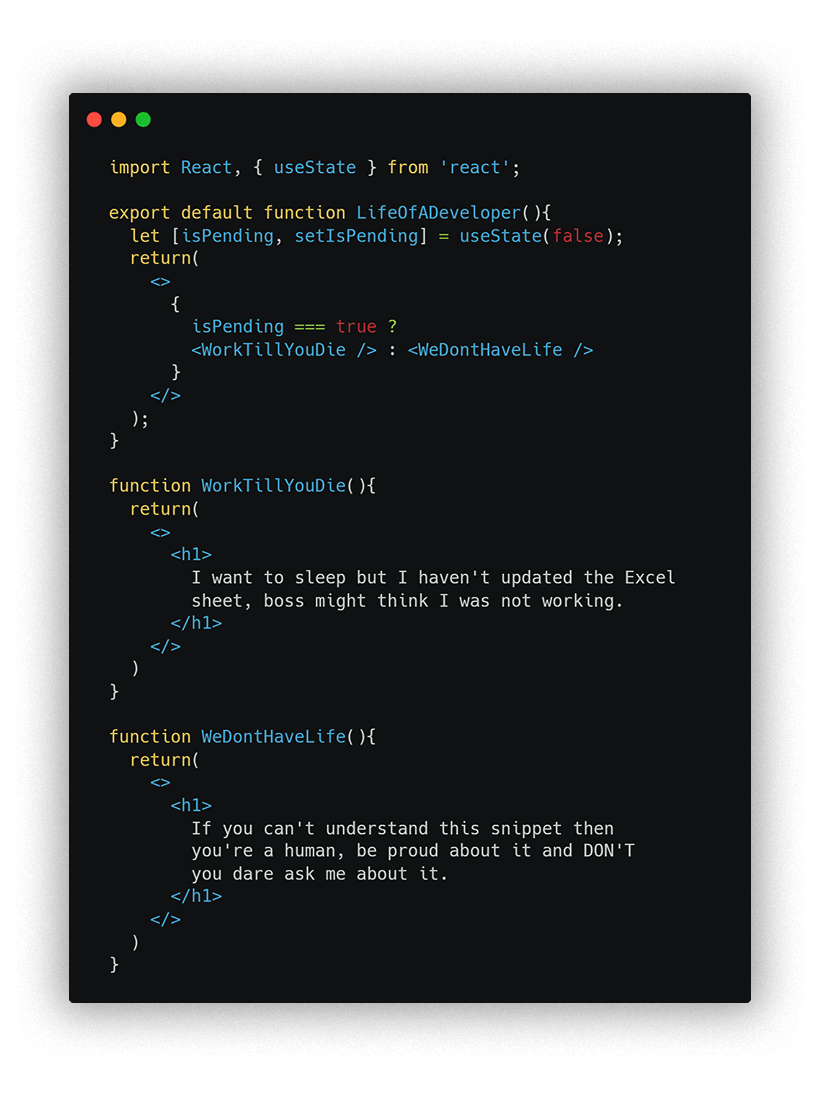 import React, { useState } from 'react';
export default function LifeOfADeveloper(){
let [isPending, setIsPending] = useState(false);
return(
<>
{
isPending === true ?
<WorkTillYouDie /> : <WeDontHaveLife />
}
</>
);
}
function WorkTillYouDie(){
return(
<>
<h1>
I want to sleep but I haven't updated the Excel
sheet, boss might think I was not working.
</h1>
</>
)
}
function WeDontHaveLife(){
return(
<>
<h1>
If you can't understand this snippet then
you're a human, be proud about it and DON'T
you dare ask me about it.
</h1>
</>
)
}